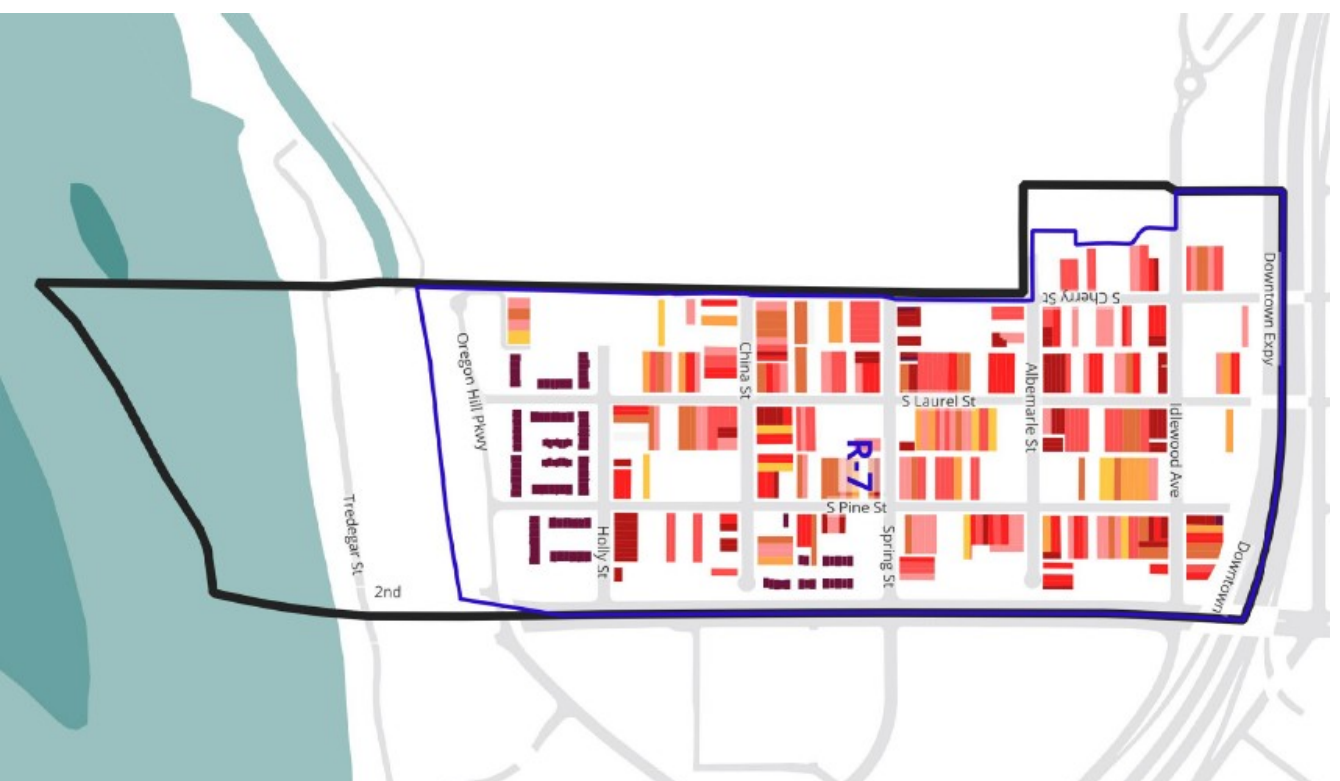 Downtown Expy
S Cherry St
Oregon Hill Pkwy
China St
Albemarle St
S Laurel St
Idlewood Ave
R-7
Tredegar St
S Pine St
Holly St
Spring St
Downtown
2nd